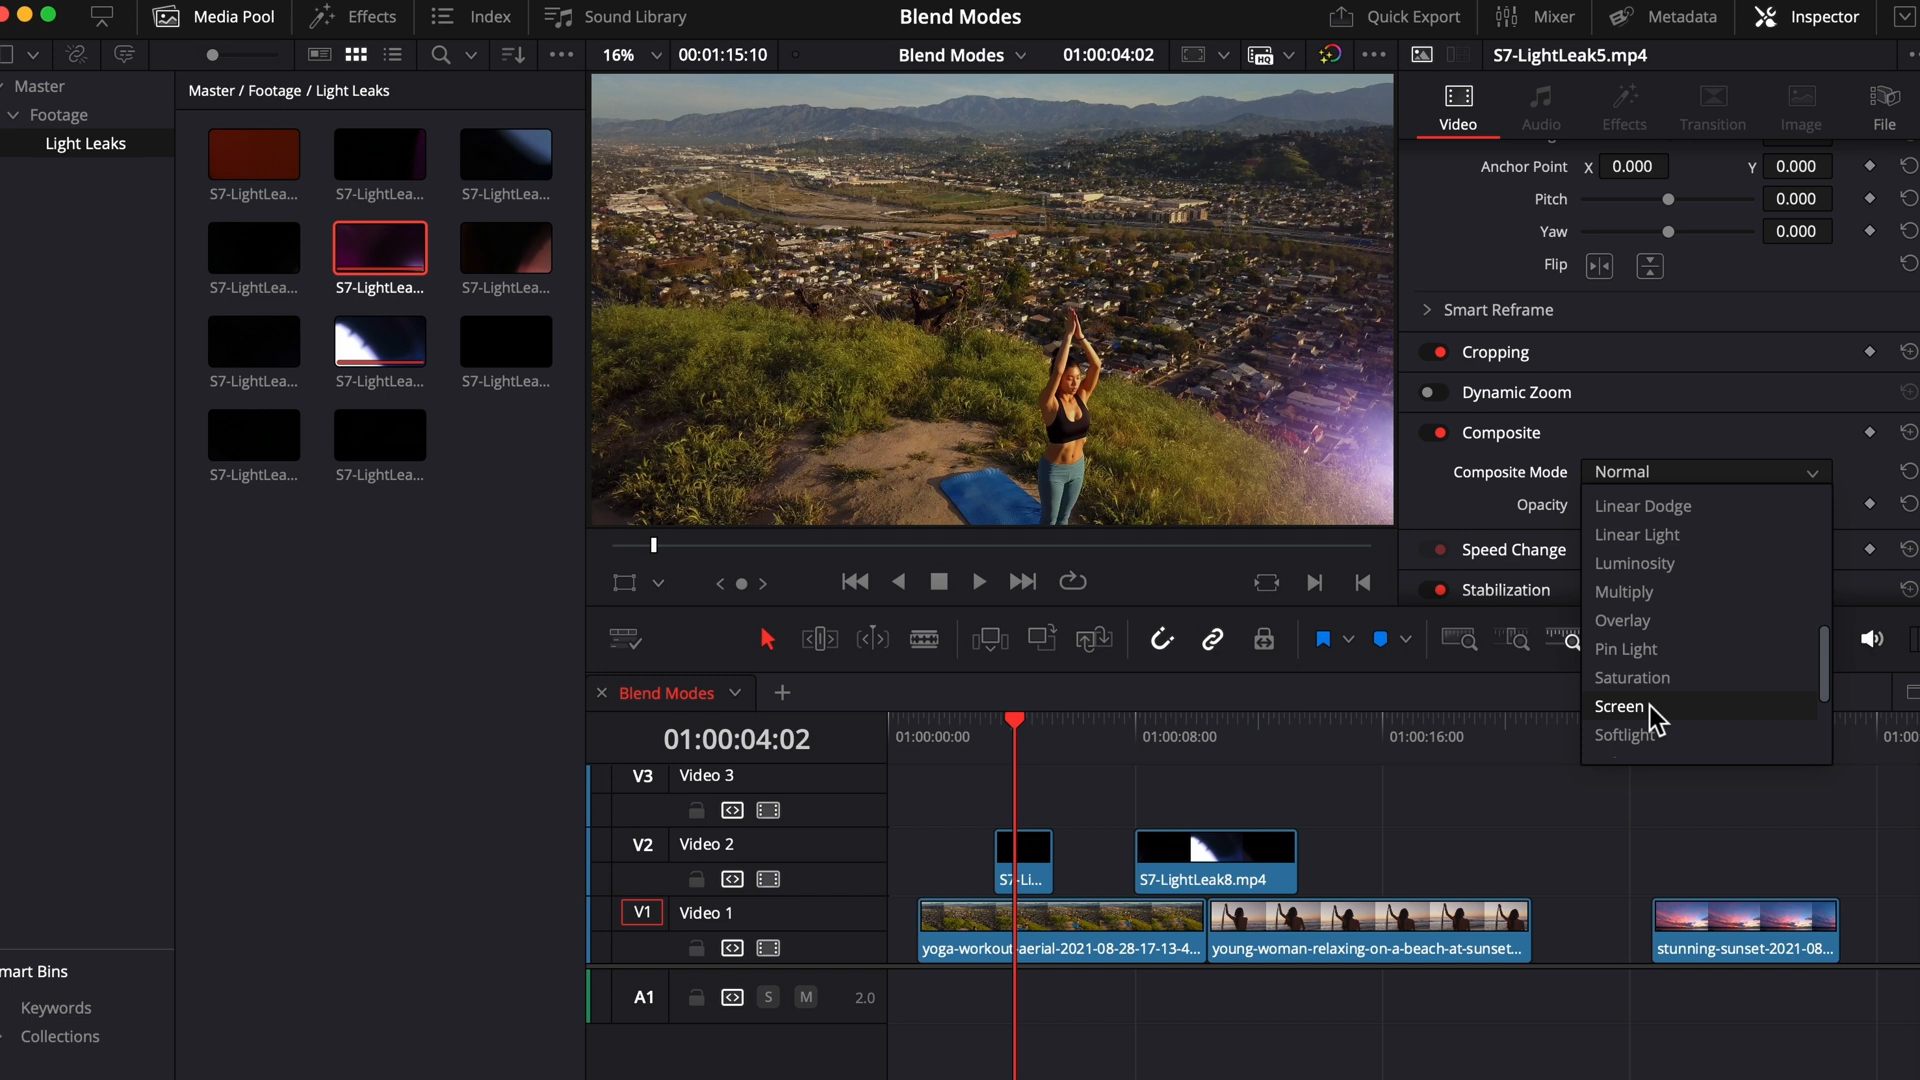 Media Pool
Effects
Index
Sound Library
Blend Modes
Quick Export
Mixer
Metadata
Inspector
16%
00:01:15:10
Blend Modes
01:00:04:02
HQ
S7-LightLeak5.mp4
Master
Footage
Light Leaks
Master / Footage / Light Leaks
S7-LightLea...
S7-LightLea...
S7-LightLea...
S7-LightLea...
S7-LightLea...
S7-LightLea...
S7-LightLea...
S7-LightLea...
S7-LightLea...
S7-LightLea...
S7-LightLea...
Video
Audio
Effects
Transition
Image
File
Anchor Point X 0.000 Y 0.000
Pitch 0.000
Yaw 0.000
Flip
Smart Reframe
Cropping
Dynamic Zoom
Composite
Composite Mode Normal
Opacity
Linear Dodge
Linear Light
Luminosity
Multiply
Overlay
Pin Light
Saturation
Screen
Softlight
Speed Change
Stabilization
Blend Modes
01:00:04:02
01:00:00:00
01:00:08:00
01:00:16:00
01:00
V3 Video 3
V2 Video 2
S7-Li...
S7-LightLeak8.mp4
V1 Video 1
yoga-workout-aerial-2021-08-28-17-13-4...
young-woman-relaxing-on-a-beach-at-sunset...
stunning-sunset-2021-08...
A1 S M 2.0
mart Bins
Keywords
Collections